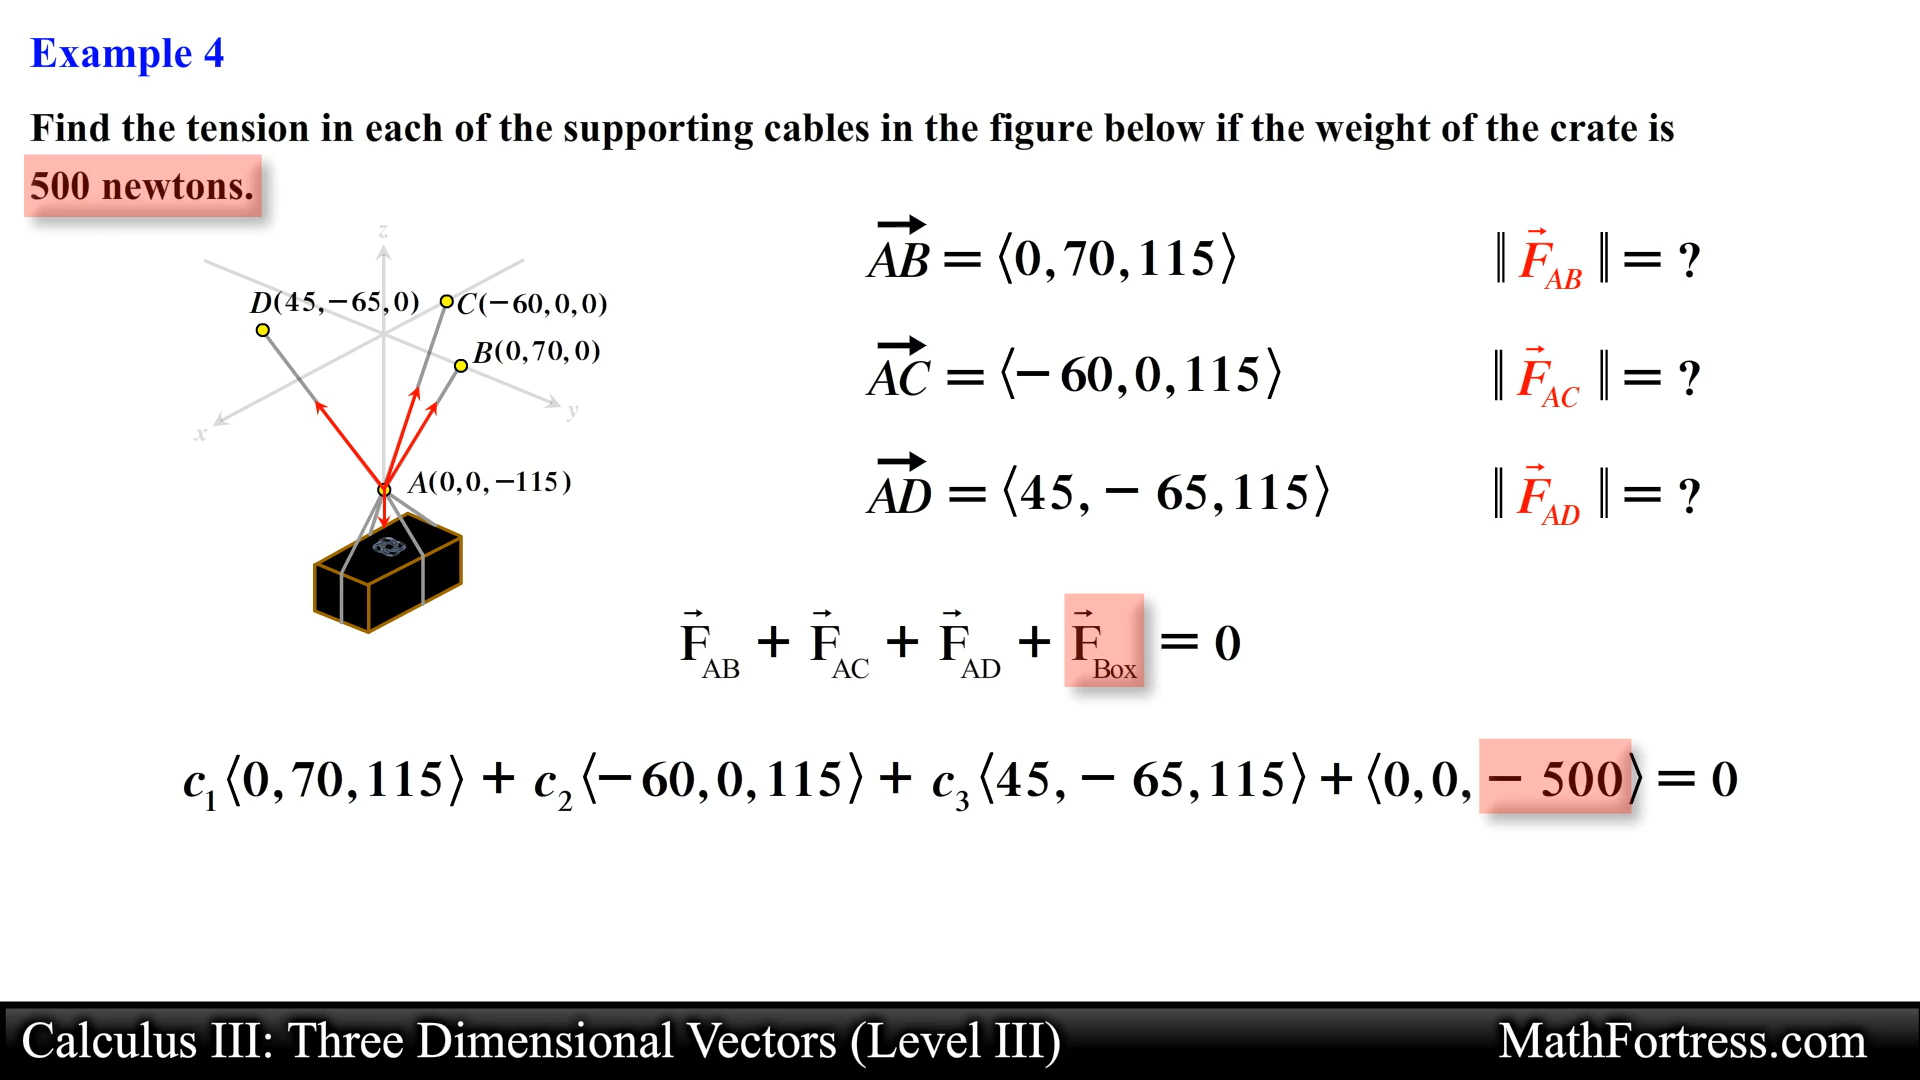 Example 4
Find the tension in each of the supporting cables in the figure below if the weight of the crate is
500 newtons.
z
D(45,−65,0)
C(−60,0,0)
B(0,70,0)
x
y
A(0,0,−115)
AB = ⟨0,70,115⟩ ‖F_AB‖ = ?
AC = ⟨−60,0,115⟩ ‖F_AC‖ = ?
AD = ⟨45,−65,115⟩ ‖F_AD‖ = ?
F_AB + F_AC + F_AD + F_Box = 0
c₁⟨0,70,115⟩ + c₂⟨−60,0,115⟩ + c₃⟨45,−65,115⟩ + ⟨0,0,−500⟩ = 0
Calculus III: Three Dimensional Vectors (Level III)
MathFortress.com